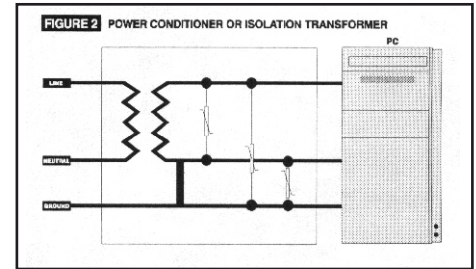 FIGURE 2 POWER CONDITIONER OR ISOLATION TRANSFORMER
PC
LINE
NEUTRAL
GROUND